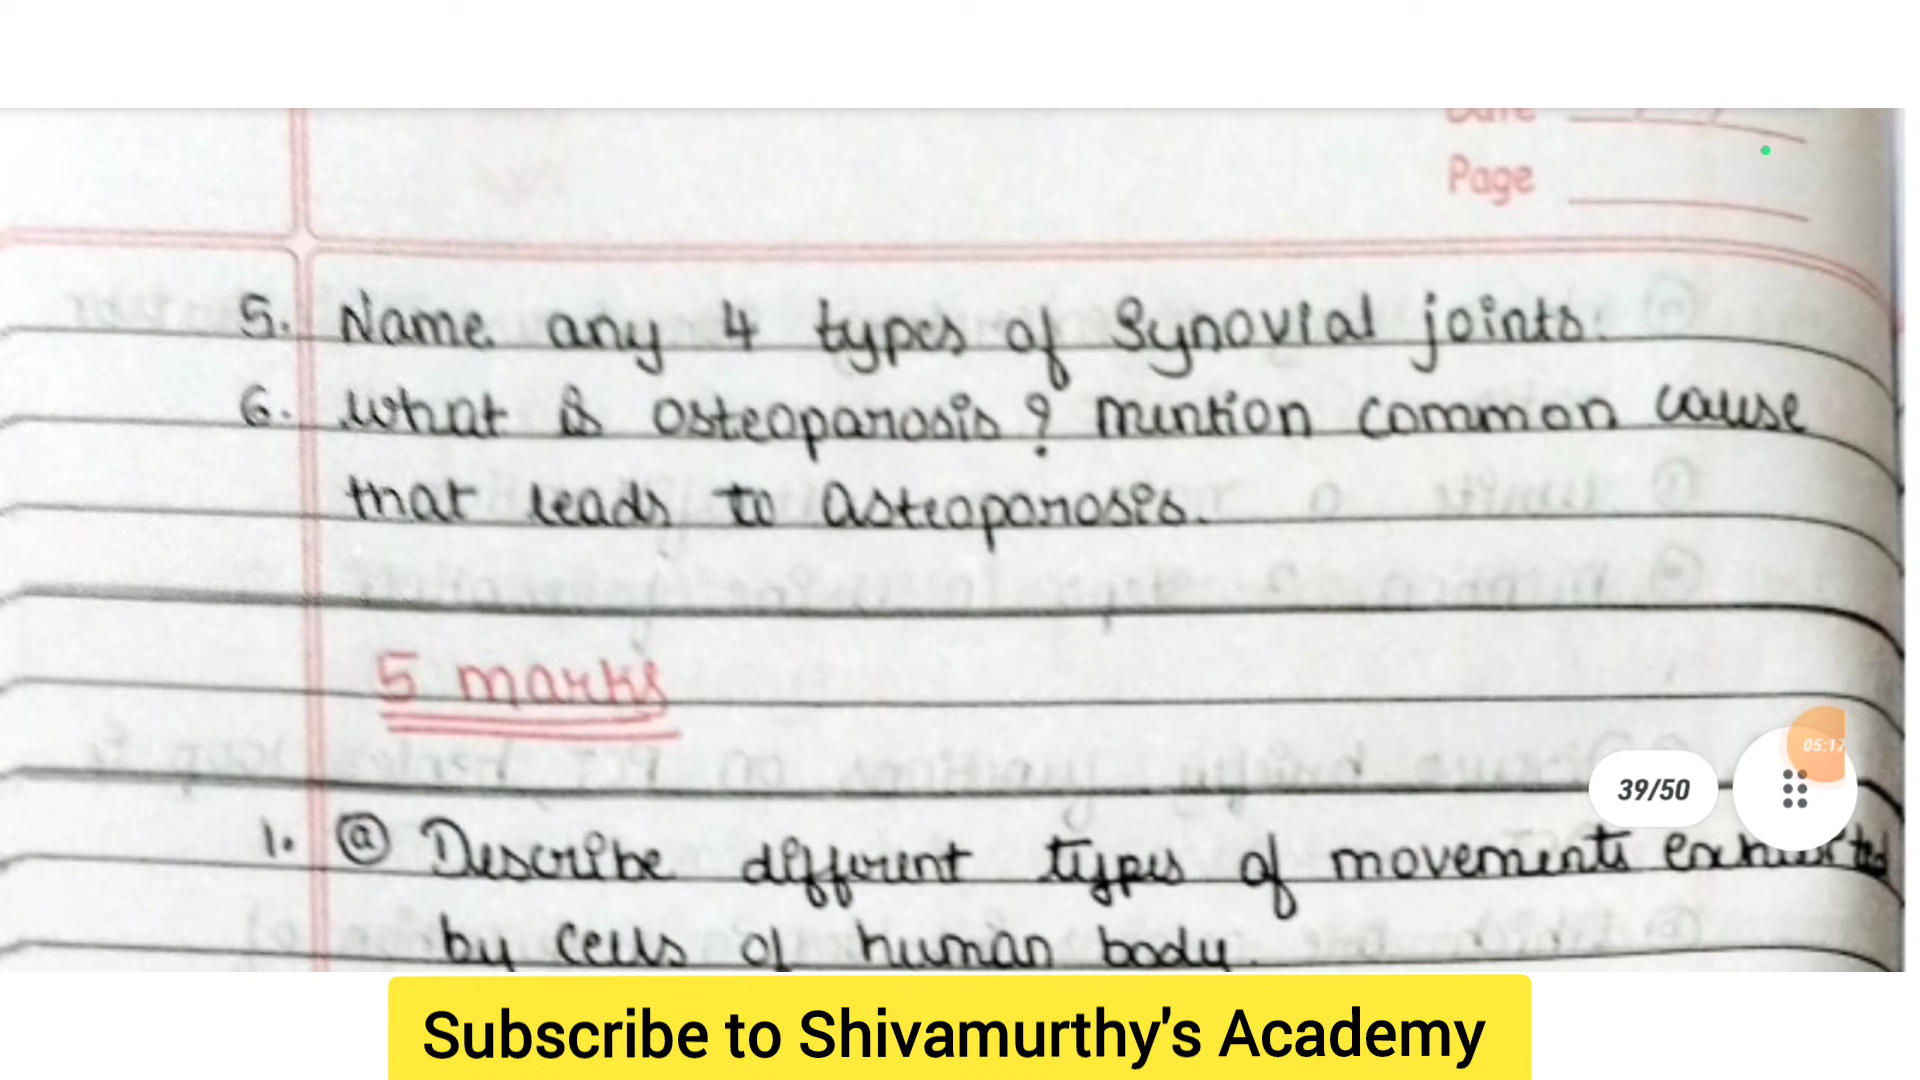 Page
5. Name any 4 types of Synovial joints.
6. What is osteoporosis? mention common cause
that leads to osteoporosis.
5 marks
05:17
39/50
1. ⓐ Describe different types of movements
by cells of human body.
Subscribe to Shivamurthy's Academy